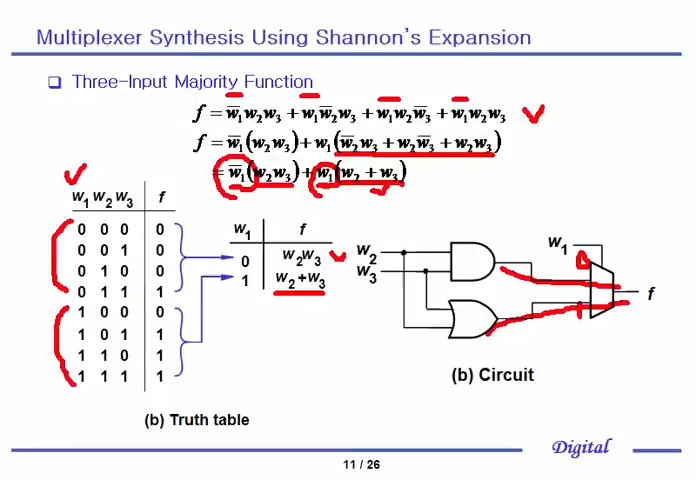 Multiplexer Synthesis Using Shannon's Expansion
❑ Three-Input Majority Function
f = w̅₁w₂w₃ + w₁w̅₂w₃ + w₁w₂w̅₃ + w₁w₂w₃
f = w̅₁(w₂w₃) + w₁(w̅₂w₃ + w₂w̅₃ + w₂w₃)
= w̅₁(w₂w₃) + w₁(w₂ + w₃)
w₁ w₂ w₃ f
0 0 0 0
0 0 1 0
0 1 0 0
0 1 1 1
1 0 0 0
1 0 1 1
1 1 0 1
1 1 1 1
(b) Truth table
w₁ f
0 w₂w₃
1 w₂+w₃
w₁
w₂
w₃
0
1
f
(b) Circuit
Digital
11 / 26